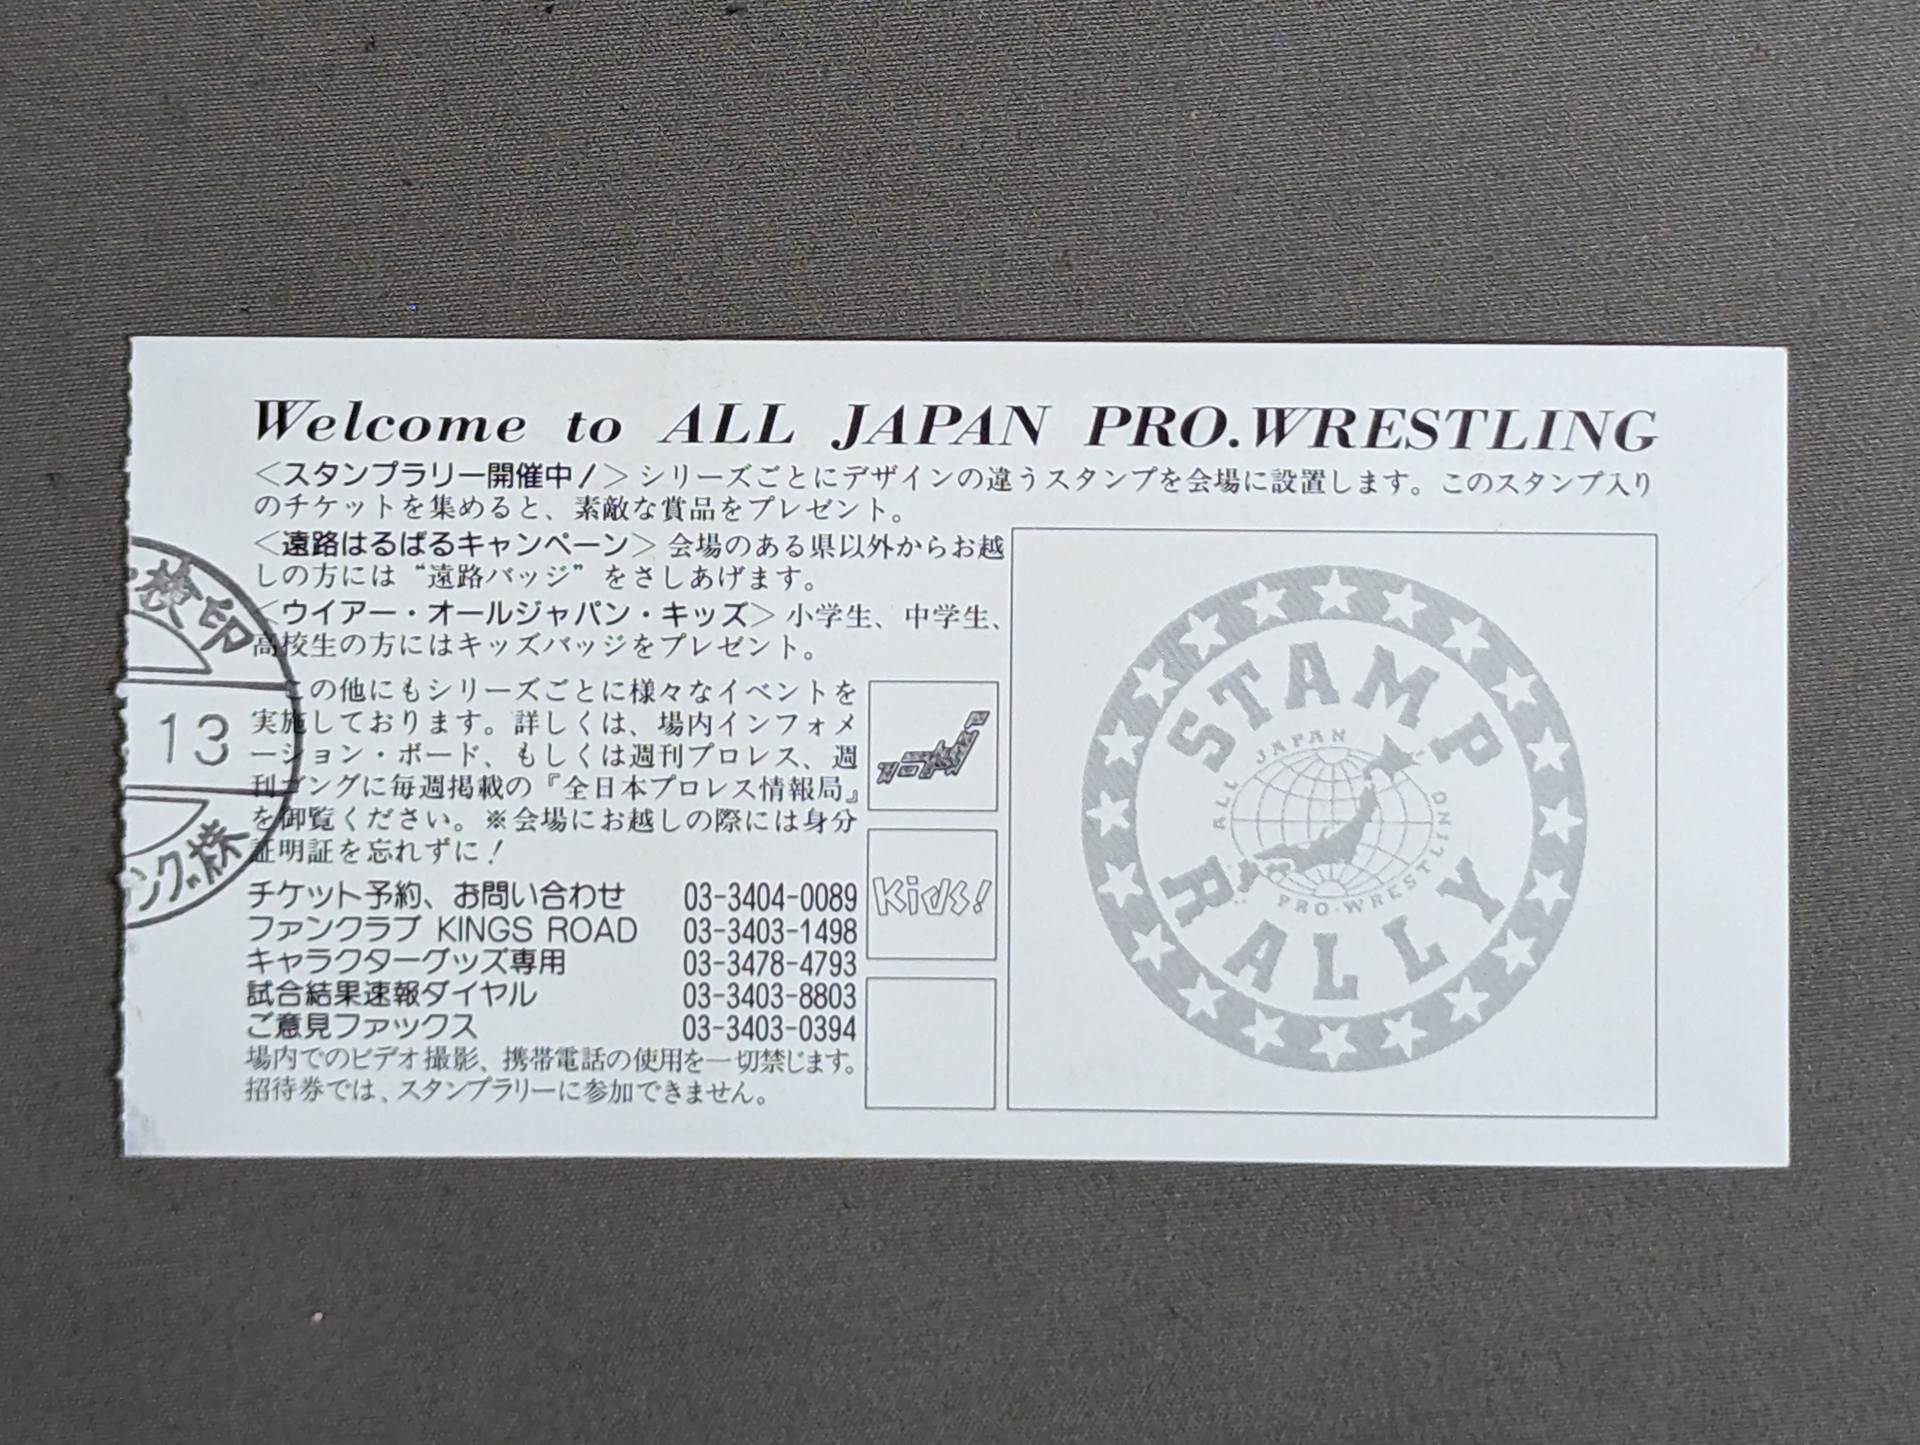 Welcome to ALL JAPAN PRO.WRESTLING
＜スタンプラリー開催中！＞シリーズごとにデザインの違うスタンプを会場に設置します。このスタンプ入り
のチケットを集めると、素敵な賞品をプレゼント。
＜遠路はるばるキャンペーン＞会場のある県以外からお越
しの方には“遠路バッジ”をさしあげます。
＜ウイアー・オールジャパン・キッズ＞小学生、中学生、
高校生の方にはキッズバッジをプレゼント。
この他にもシリーズごとに様々なイベントを
実施しております。詳しくは、場内インフォメ
ーション・ボード、もしくは週刊プロレス、週
刊ゴングに毎週掲載の『全日本プロレス情報局』
を御覧ください。※会場にお越しの際には身分
証明証を忘れずに！
チケット予約、お問い合わせ 03-3404-0089
ファンクラブ KINGS ROAD 03-3403-1498
キャラクターグッズ専用 03-3478-4793
試合結果速報ダイヤル 03-3403-8803
ご意見ファックス 03-3403-0394
場内でのビデオ撮影、携帯電話の使用を一切禁じます。
招待券では、スタンプラリーに参加できません。
検印
13
ング株
Kids!
STAMP
ALL JAPAN
PRO-WRESTLING
RALLY